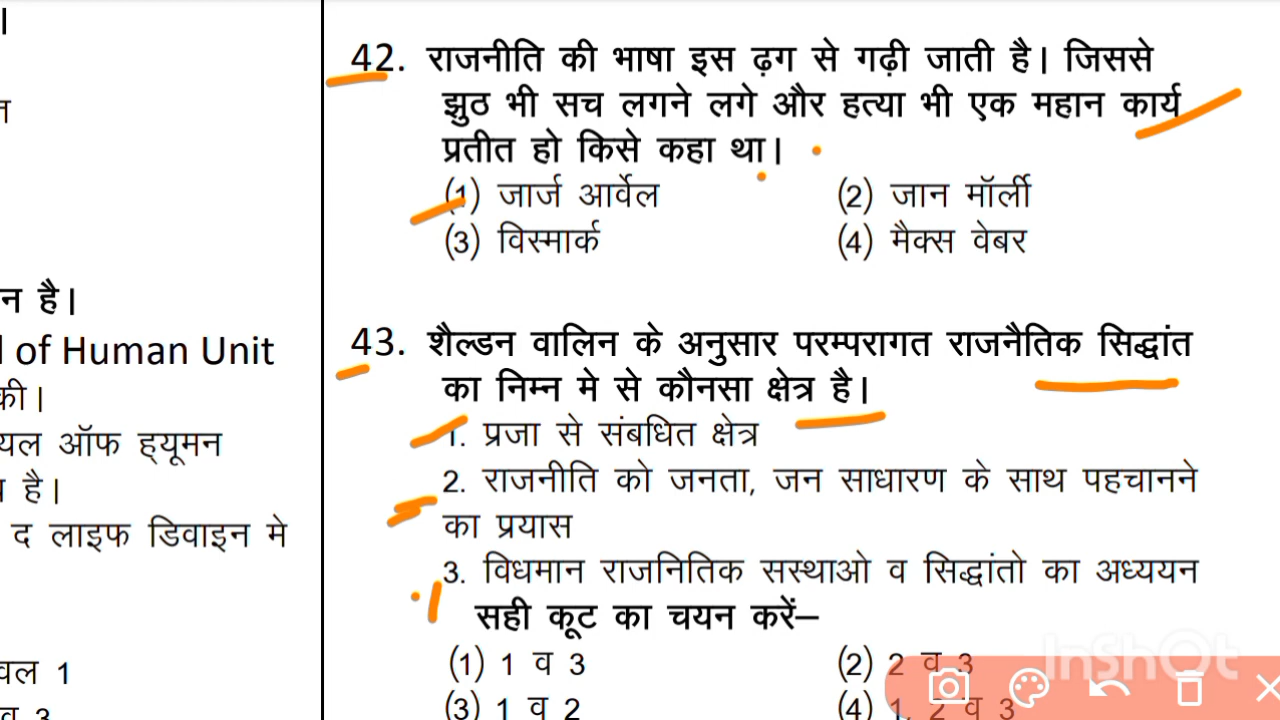 ।
त
न है।
l of Human Unit
की।
यल ऑफ ह्यूमन
है।
द लाइफ डिवाइन मे
वल 1
व 3
42. राजनीति की भाषा इस ढ़ग से गढ़ी जाती है। जिससे
झुठ भी सच लगने लगे और हत्या भी एक महान कार्य
प्रतीत हो किसे कहा था।
(1) जार्ज आर्वेल (2) जान मॉर्ली
(3) विस्मार्क (4) मैक्स वेबर
43. शैल्डन वालिन के अनुसार परम्परागत राजनैतिक सिद्धांत
का निम्न मे से कौनसा क्षेत्र है।
1. प्रजा से संबधित क्षेत्र
2. राजनीति को जनता, जन साधारण के साथ पहचानने
का प्रयास
3. विधमान राजनितिक सस्थाओ व सिद्धांतो का अध्ययन
सही कूट का चयन करें–
(1) 1 व 3 (2) 2 व 3
(3) 1 व 2 (4) 1, 2 व 3
InShOt